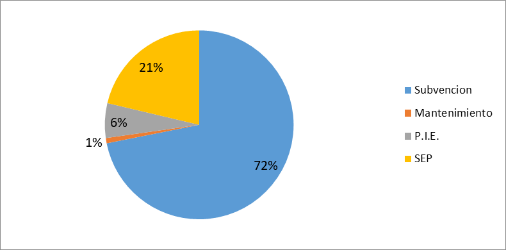 21%
6%
1%
72%
Subvencion
Mantenimiento
P.I.E.
SEP